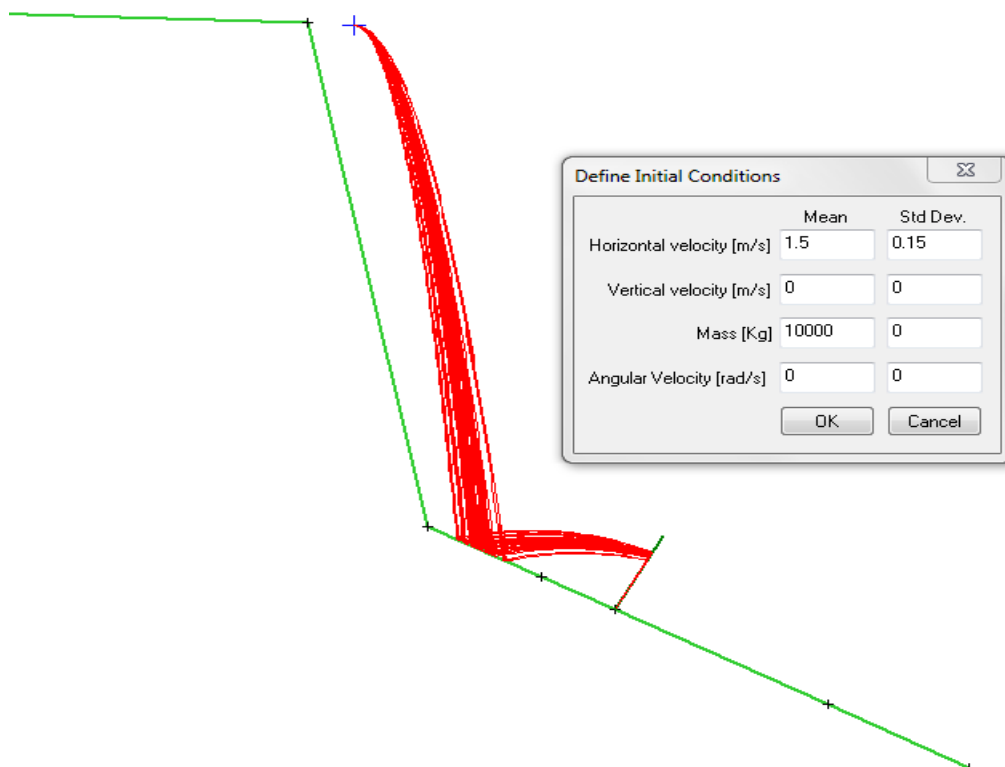 Define Initial Conditions
Mean Std Dev.
Horizontal velocity [m/s] 1.5 0.15
Vertical velocity [m/s] 0 0
Mass [Kg] 10000 0
Angular Velocity [rad/s] 0 0
OK Cancel